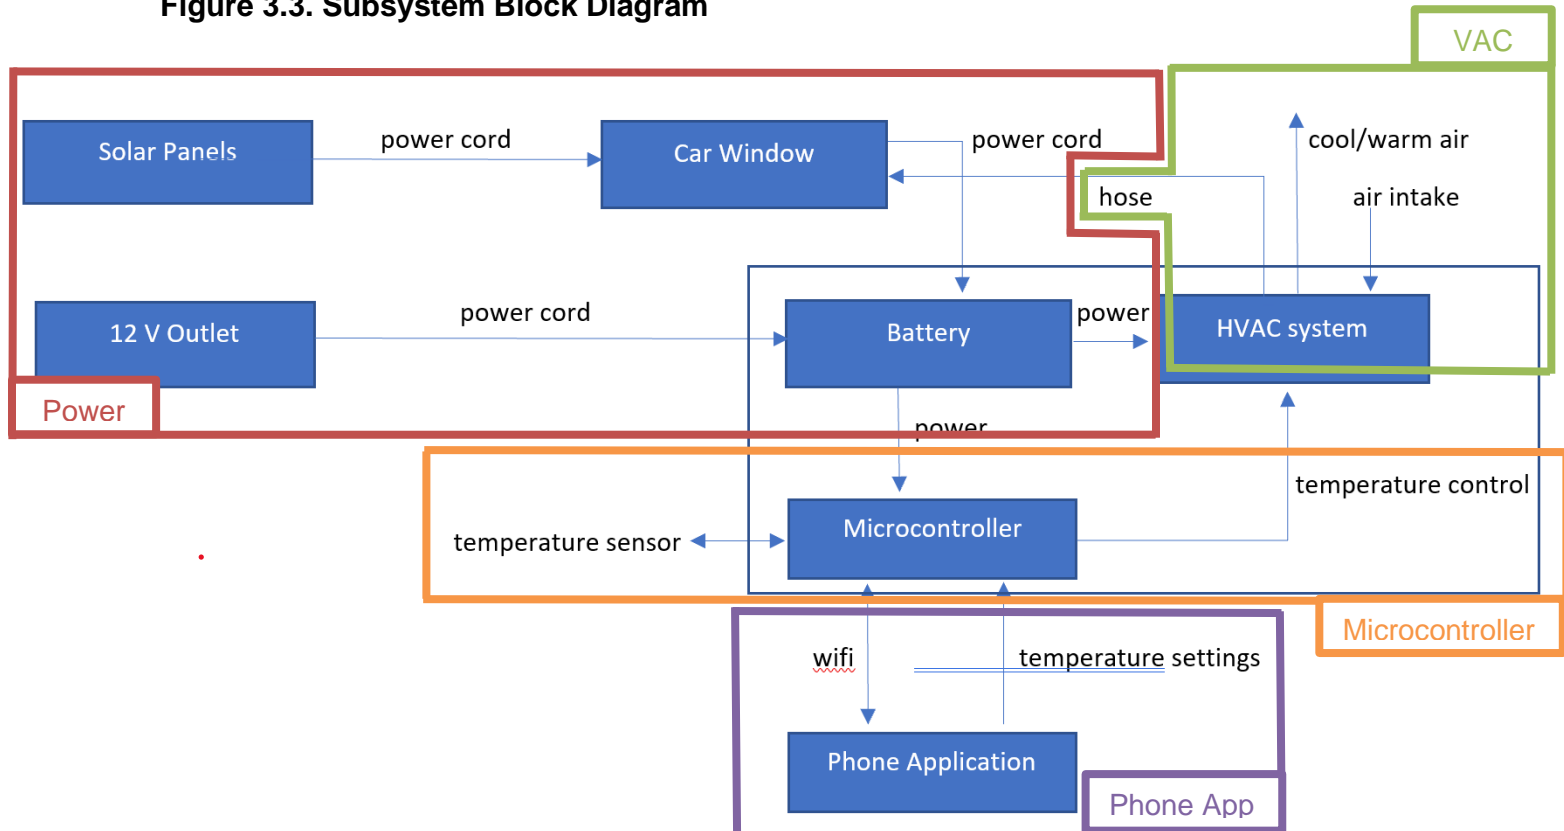 Figure 3.3. Subsystem Block Diagram
VAC
Solar Panels
power cord
Car Window
power cord
cool/warm air
hose
air intake
12 V Outlet
power cord
Battery
power
HVAC system
Power
power
temperature control
Microcontroller
temperature sensor
Microcontroller
wifi
temperature settings
Phone Application
Phone App